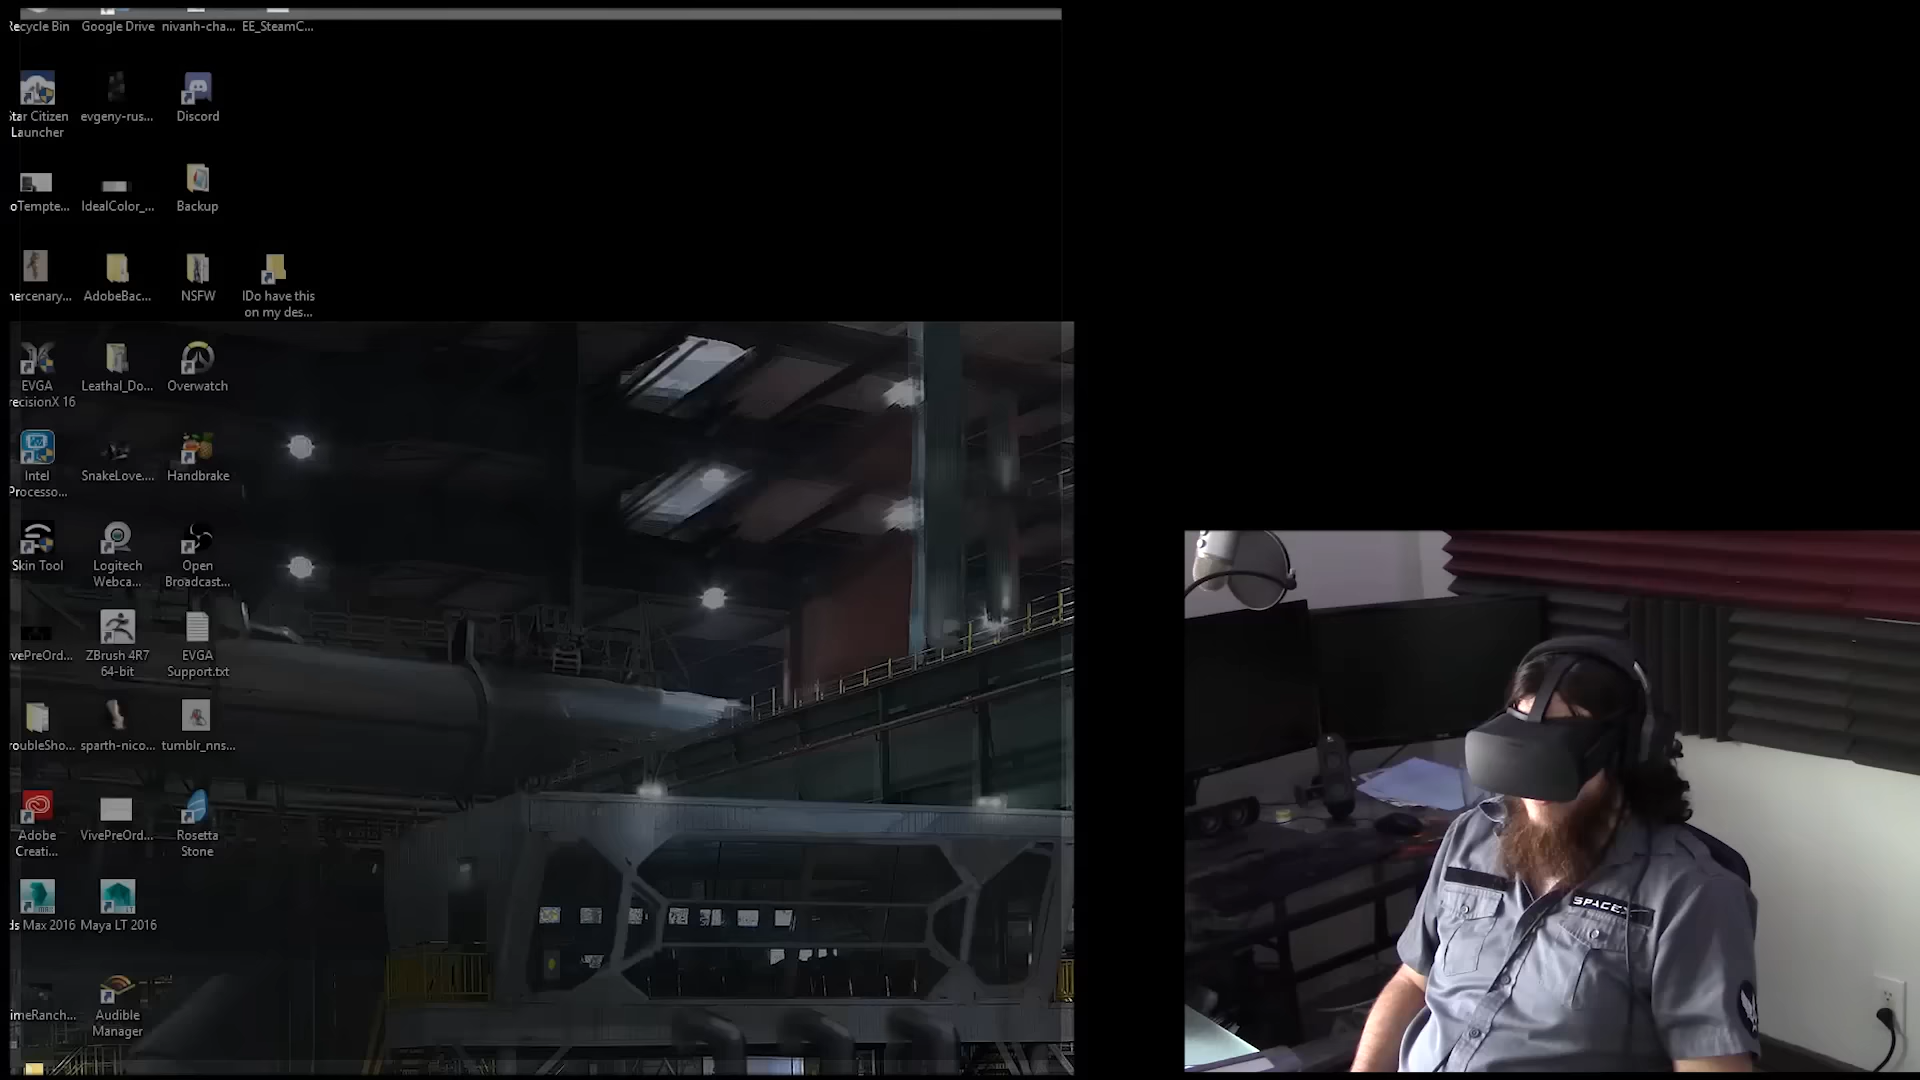 Recycle Bin Google Drive nivanh-cha... EE_SteamC...
Star Citizen evgeny-rus... Discord
Launcher
oTempte... IdealColor_... Backup
mercenary... AdobeBac... NSFW IDo have this
on my des...
EVGA Leathal_Do... Overwatch
recisionX 16
Intel SnakeLove.... Handbrake
Processo...
Skin Tool Logitech Open
Webca... Broadcast...
vePreOrd... ZBrush 4R7 EVGA
64-bit Support.txt
roubleSho... sparth-nico... tumblr_nns...
Adobe VivePreOrd... Rosetta
Creati... Stone
ds Max 2016 Maya LT 2016
imeRanch... Audible
Manager
SPACEX